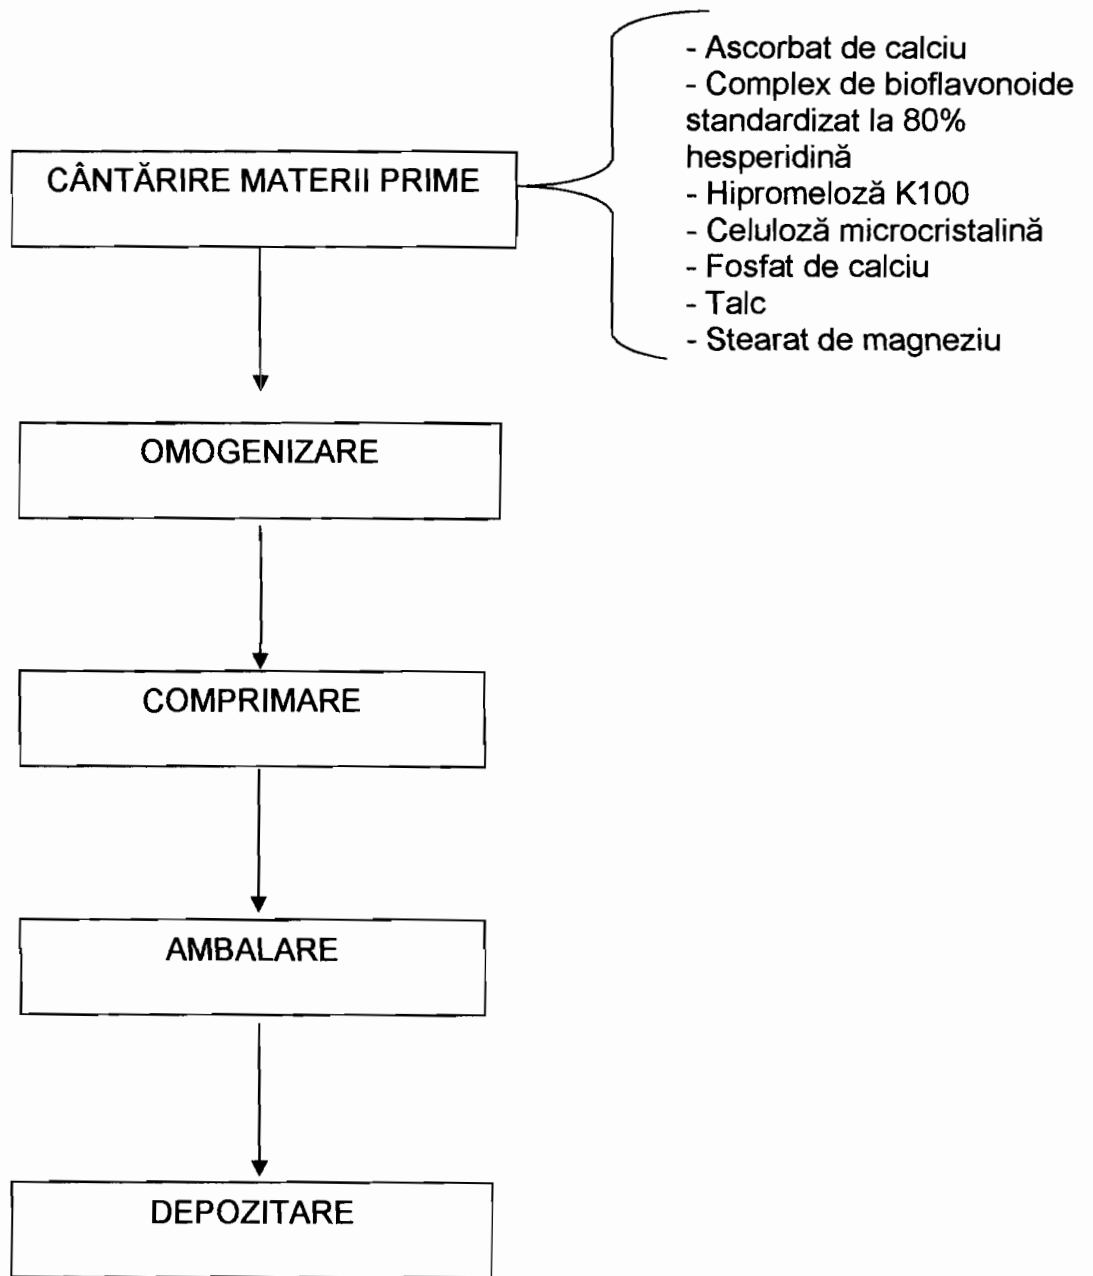 - Ascorbat de calciu
- Complex de bioflavonoide
standardizat la 80%
hesperidină
- Hipromeloză K100
- Celuloză microcristalină
- Fosfat de calciu
- Talc
- Stearat de magneziu
CÂNTĂRIRE MATERII PRIME
OMOGENIZARE
COMPRIMARE
AMBALARE
DEPOZITARE